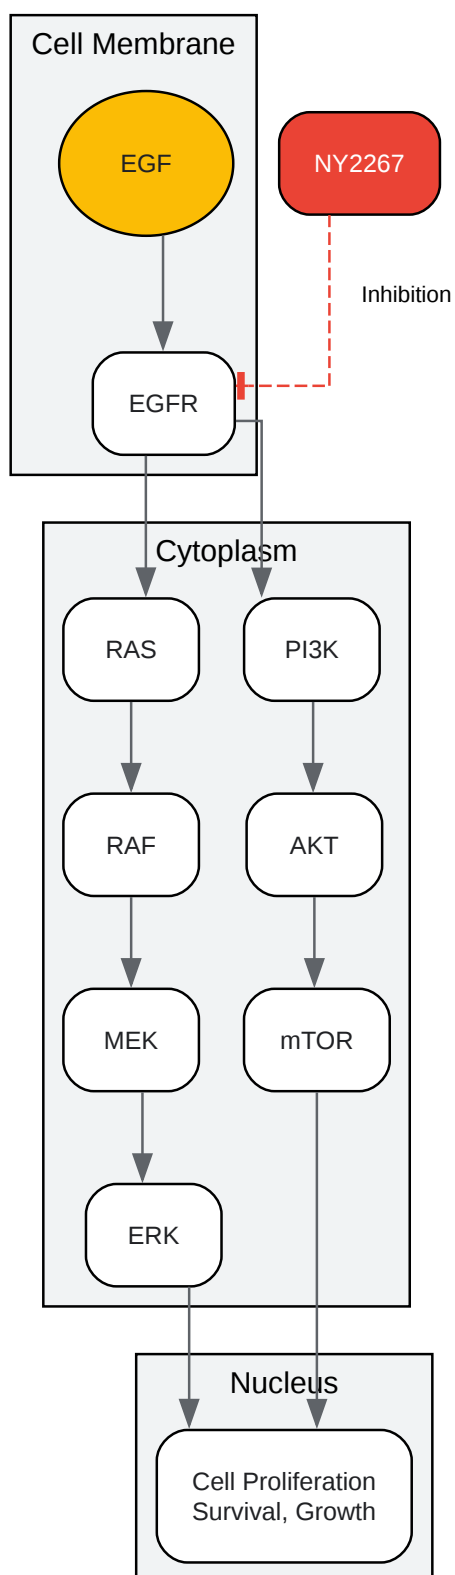 Cell Membrane
EGF
NY2267
Inhibition
EGFR
Cytoplasm
RAS
PI3K
RAF
AKT
MEK
mTOR
ERK
Nucleus
Cell Proliferation
Survival, Growth